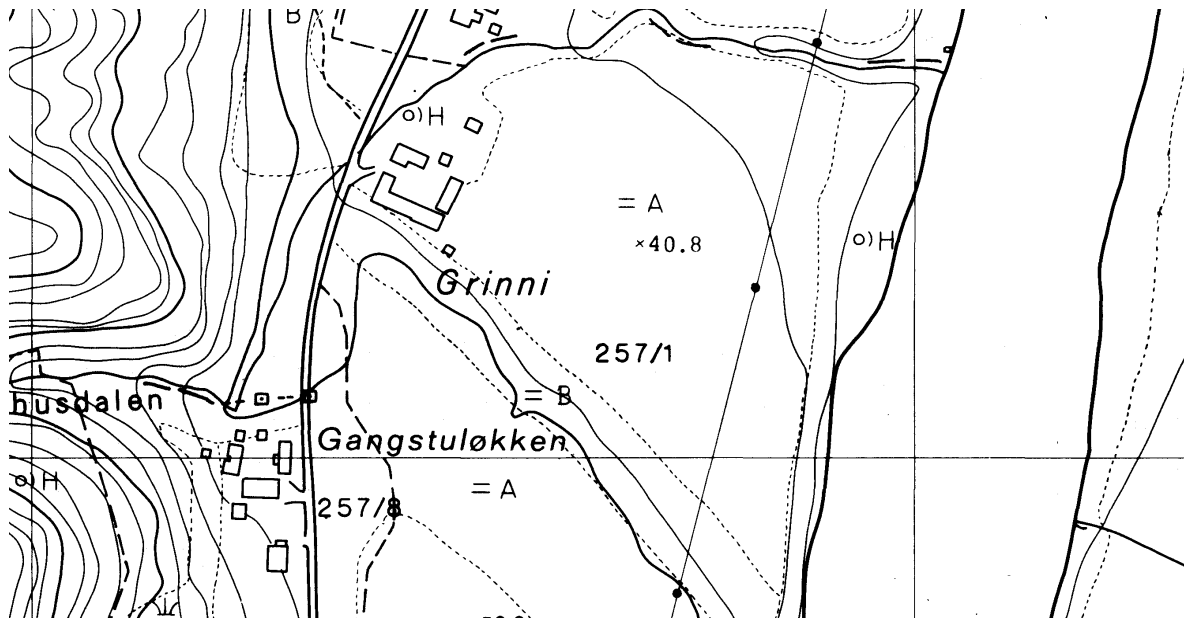 B
H
= A
×40.8
H
Grinni
257/1
husdalen
= B
Gangstuløkken
H
= A
257/8